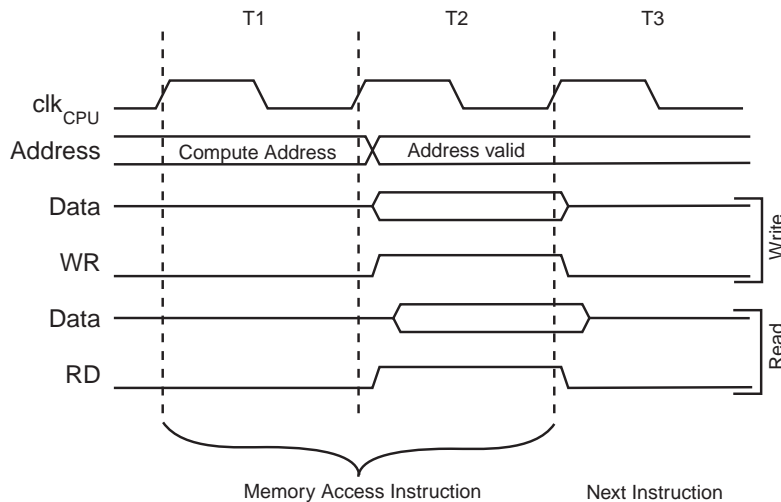 T1 T2 T3
clkCPU
Address Compute Address Address valid
Data
WR
Write
Data
RD
Read
Memory Access Instruction Next Instruction